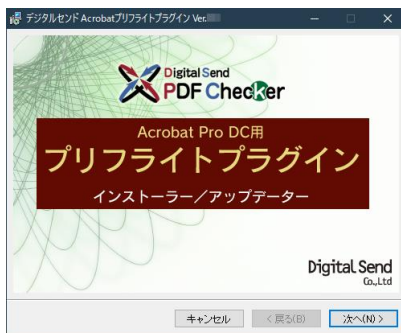 デジタルセンド Acrobatプリフライトプラグイン Ver.
Digital Send
PDF Checker
Acrobat Pro DC用
プリフライトプラグイン
インストーラー／アップデーター
Digital Send
Co.,Ltd
キャンセル
< 戻る(B)
次へ(N) >